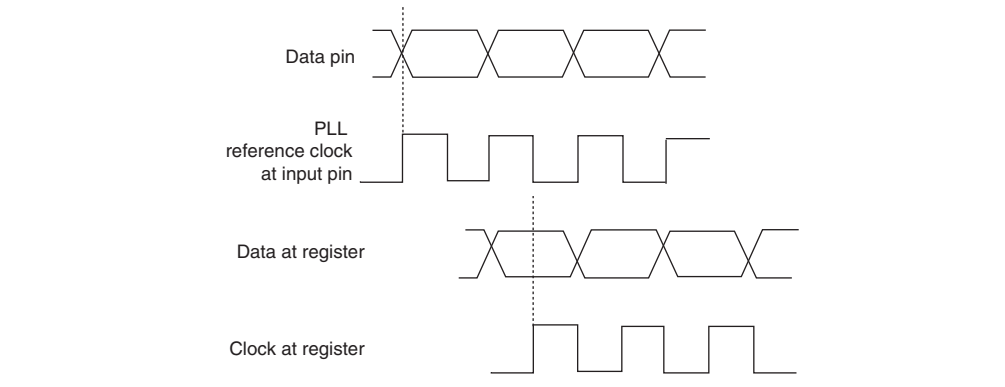 Data pin
PLL
reference clock
at input pin
Data at register
Clock at register